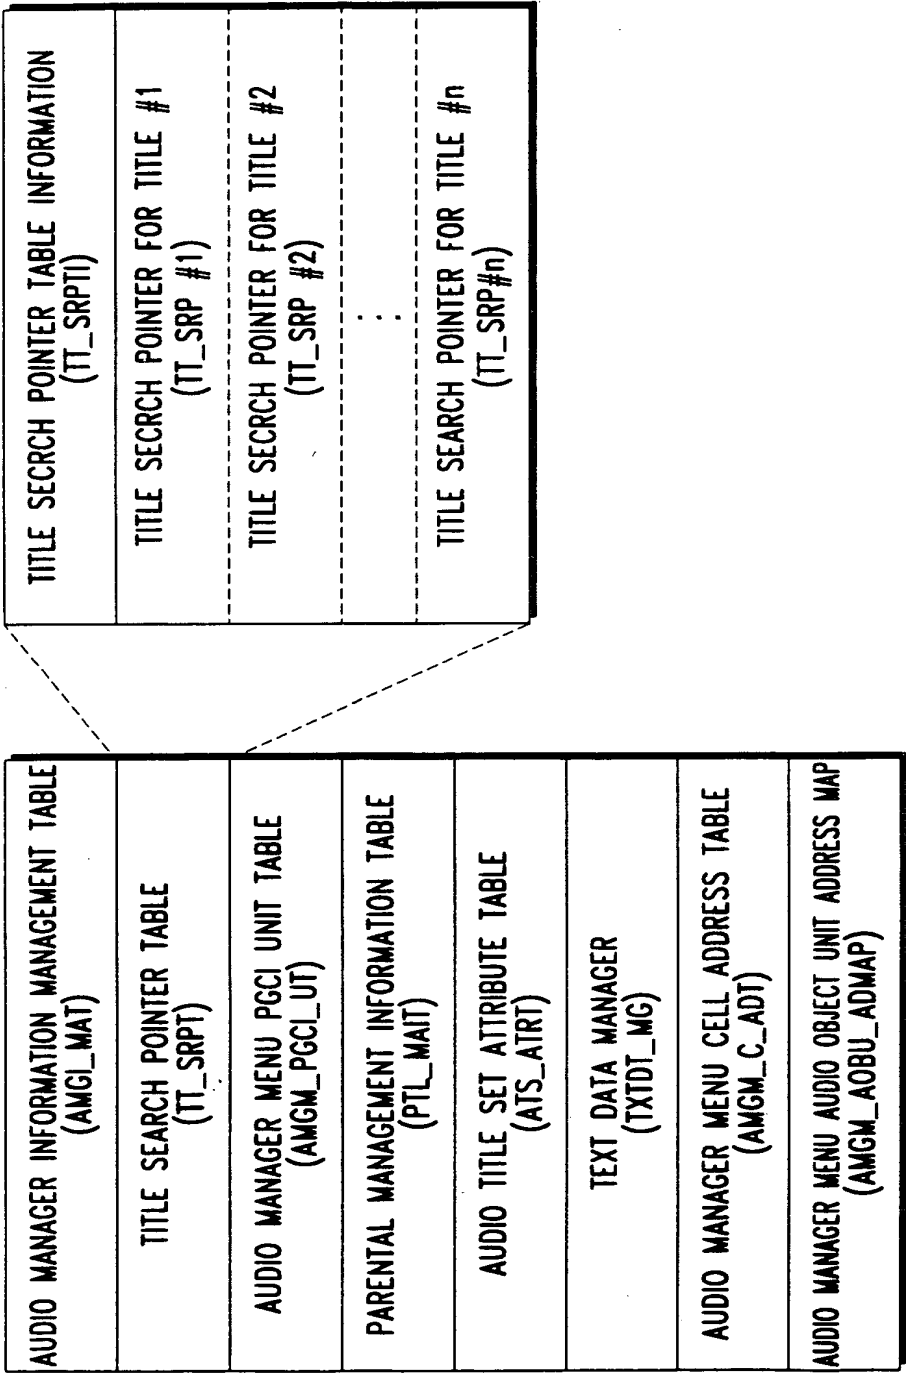 AUDIO MANAGER INFORMATION MANAGEMENT TABLE
(AMGI_MAT)
TITLE SEARCH POINTER TABLE
(TT_SRPT)
AUDIO MANAGER MENU PGCI UNIT TABLE
(AMGM_PGCI_UT)
PARENTAL MANAGEMENT INFORMATION TABLE
(PTL_MAIT)
AUDIO TITLE SET ATTRIBUTE TABLE
(ATS_ATRT)
TEXT DATA MANAGER
(TXTDT_MG)
AUDIO MANAGER MENU CELL ADDRESS TABLE
(AMGM_C_ADT)
AUDIO MANAGER MENU AUDIO OBJECT UNIT ADDRESS MAP
(AMGM_AOBU_ADMAP)
TITLE SECRCH POINTER TABLE INFORMATION
(TT_SRPTI)
TITLE SECRCH POINTER FOR TITLE #1
(TT_SRP #1)
TITLE SECRCH POINTER FOR TITLE #2
(TT_SRP #2)
...
TITLE SEARCH POINTER FOR TITLE #n
(TT_SRP#n)